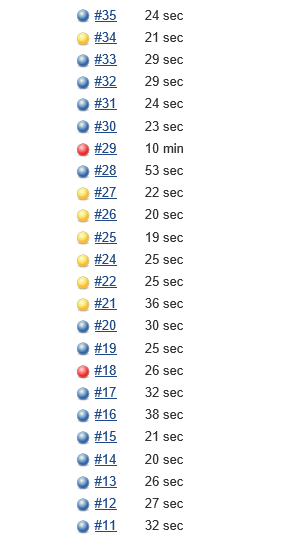 #35 24 sec
#34 21 sec
#33 29 sec
#32 29 sec
#31 24 sec
#30 23 sec
#29 10 min
#28 53 sec
#27 22 sec
#26 20 sec
#25 19 sec
#24 25 sec
#22 25 sec
#21 36 sec
#20 30 sec
#19 25 sec
#18 26 sec
#17 32 sec
#16 38 sec
#15 21 sec
#14 20 sec
#13 26 sec
#12 27 sec
#11 32 sec